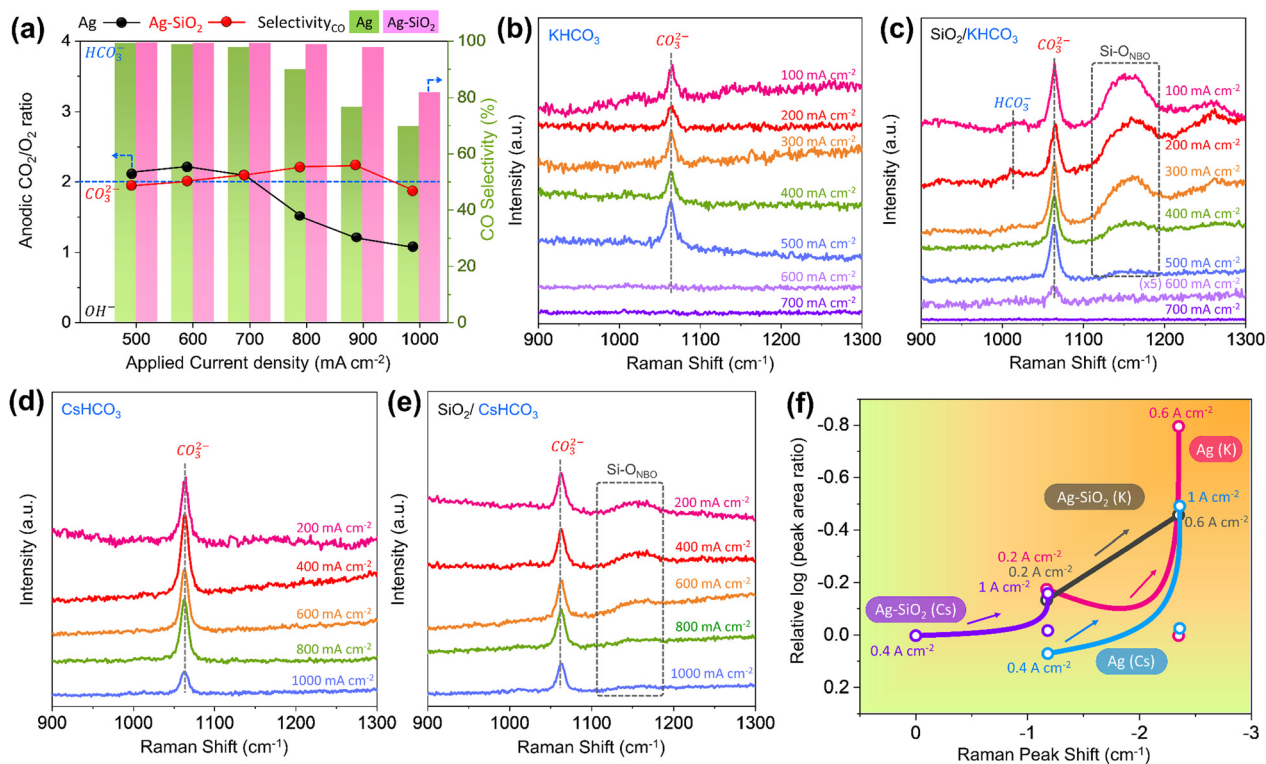 (a) Ag Ag-SiO₂ Selectivity_CO Ag Ag-SiO₂
Anodic CO₂/O₂ ratio
4
3
2
1
0
HCO₃⁻
CO₃²⁻
OH⁻
500 600 700 800 900 1000
Applied Current density (mA cm⁻²)
100
80
60
40
20
0
CO Selectivity (%)
(b) KHCO₃
CO₃²⁻
100 mA cm⁻²
200 mA cm⁻²
300 mA cm⁻²
400 mA cm⁻²
500 mA cm⁻²
600 mA cm⁻²
700 mA cm⁻²
Intensity (a.u.)
900 1000 1100 1200 1300
Raman Shift (cm⁻¹)
(c) SiO₂/KHCO₃
CO₃²⁻
Si-O_NBO
HCO₃⁻
100 mA cm⁻²
200 mA cm⁻²
300 mA cm⁻²
400 mA cm⁻²
500 mA cm⁻²
(x5) 600 mA cm⁻²
700 mA cm⁻²
Intensity (a.u.)
900 1000 1100 1200 1300
Raman Shift (cm⁻¹)
(d) CsHCO₃
CO₃²⁻
200 mA cm⁻²
400 mA cm⁻²
600 mA cm⁻²
800 mA cm⁻²
1000 mA cm⁻²
Intensity (a.u.)
900 1000 1100 1200 1300
Raman Shift (cm⁻¹)
(e) SiO₂/ CsHCO₃
CO₃²⁻
Si-O_NBO
200 mA cm⁻²
400 mA cm⁻²
600 mA cm⁻²
800 mA cm⁻²
1000 mA cm⁻²
Intensity (a.u.)
900 1000 1100 1200 1300
Raman Shift (cm⁻¹)
(f)
Relative log (peak area ratio)
-0.8
-0.6
-0.4
-0.2
0.0
0.2
0.6 A cm⁻²
Ag (K)
Ag-SiO₂ (K)
1 A cm⁻²
0.6 A cm⁻²
0.2 A cm⁻²
0.2 A cm⁻²
1 A cm⁻²
Ag-SiO₂ (Cs)
0.4 A cm⁻²
0.4 A cm⁻²
Ag (Cs)
0 -1 -2 -3
Raman Peak Shift (cm⁻¹)